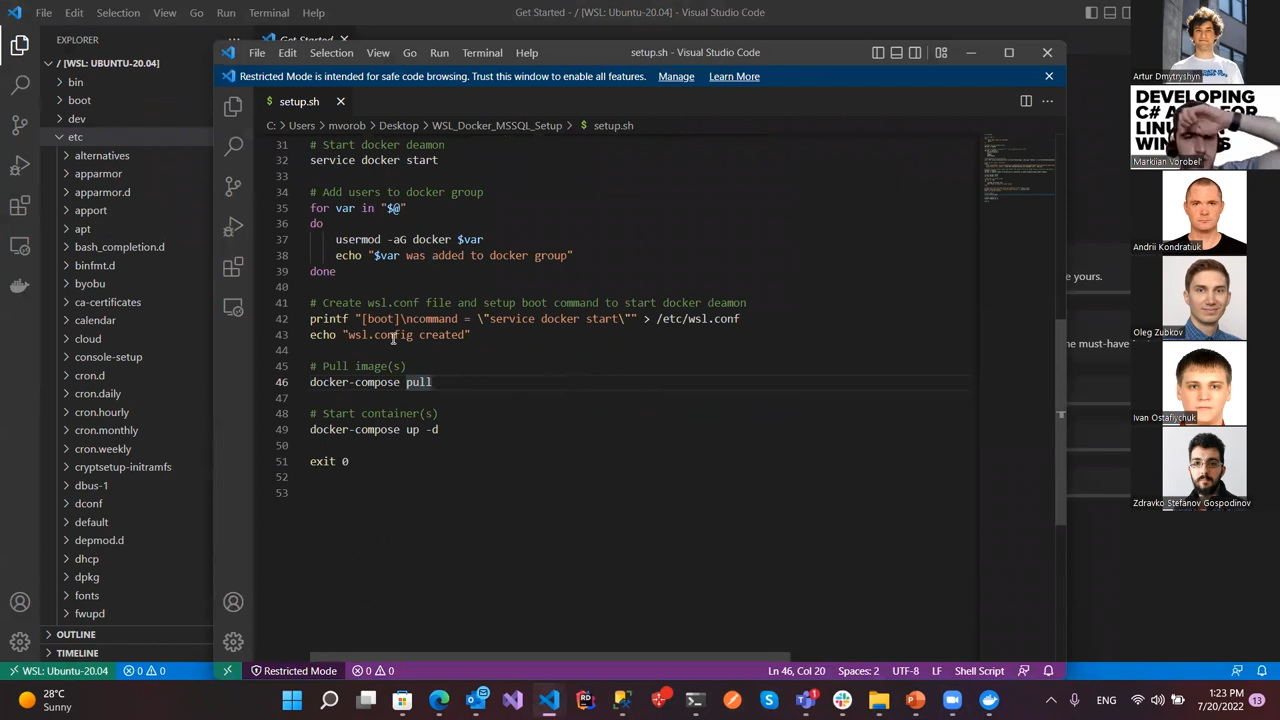 File Edit Selection View Go Run Terminal Help
Get Started - / [WSL: Ubuntu-20.04] - Visual Studio Code
EXPLORER
Get Started
/ [WSL: UBUNTU-20.04]
bin
boot
dev
etc
alternatives
apparmor
apparmor.d
apport
apt
bash_completion.d
binfmt.d
byobu
ca-certificates
calendar
cloud
console-setup
cron.d
cron.daily
cron.hourly
cron.monthly
cron.weekly
cryptsetup-initramfs
dbus-1
dconf
default
depmod.d
dhcp
dpkg
fonts
fwupd
OUTLINE
TIMELINE
WSL: Ubuntu-20.04 0 0
File Edit Selection View Go Run Terminal Help
setup.sh - Visual Studio Code
Restricted Mode is intended for safe code browsing. Trust this window to enable all features. Manage Learn More
$ setup.sh
C: > Users > mvorob > Desktop > > $ setup.sh
31 # Start docker deamon
32 service docker start
33
34 # Add users to docker group
35 for var in "$@"
36 do
37 usermod -aG docker $var
38 echo "$var was added to docker group"
39 done
40
41 # Create wsl.conf file and set boot command to start docker deamon
42 printf "[boot]\ncommand = \"service docker start\"" > /etc/wsl.conf
43 echo "wsl.config created"
44
45 # Pull image(s)
46 docker-compose pull
47
48 # Start container(s)
49 docker-compose up -d
50
51 exit 0
52
53
Restricted Mode 0 0
Ln 46, Col 20 Spaces: 2 UTF-8 LF Shell Script
e yours.
he must-have
Artur Dmytryshyn
DEVELOPING
Markiian Vorobel'
Andrii Kondratiuk
Oleg Zubkov
Ivan Ostafiychuk
Zdravko Stefanov Gospodinov
28°C
Sunny
ENG
1:23 PM
7/20/2022
13